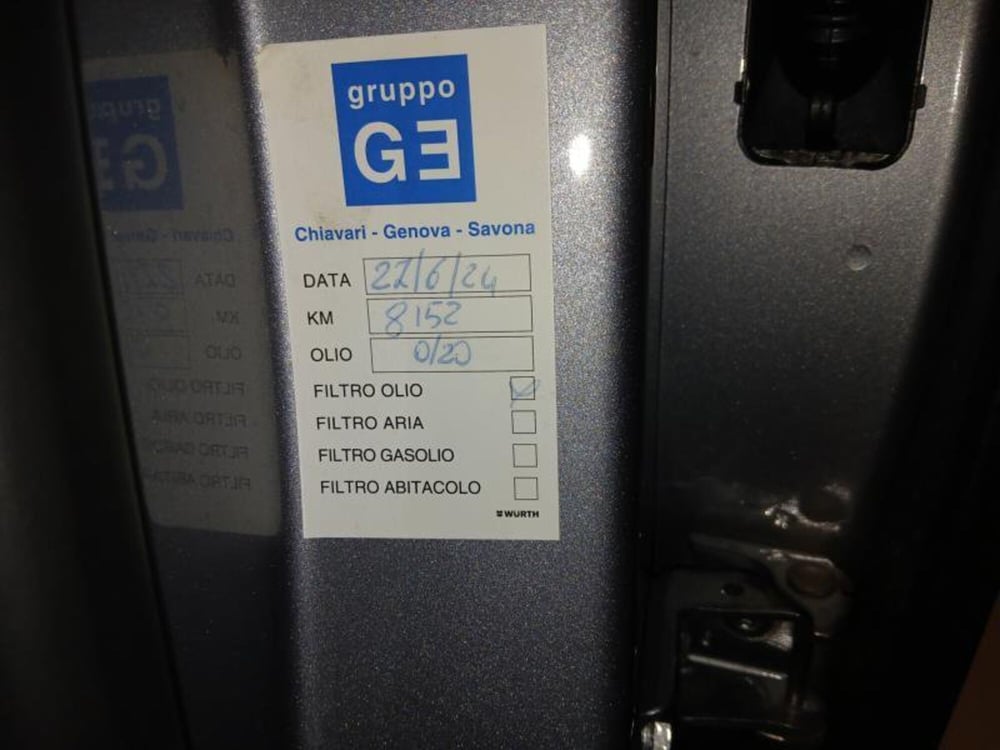 gruppo
GE
Chiavari - Genova - Savona
DATA 22/6/24
KM 8152
OLIO 0/20
FILTRO OLIO
FILTRO ARIA
FILTRO GASOLIO
FILTRO ABITACOLO
WÜRTH